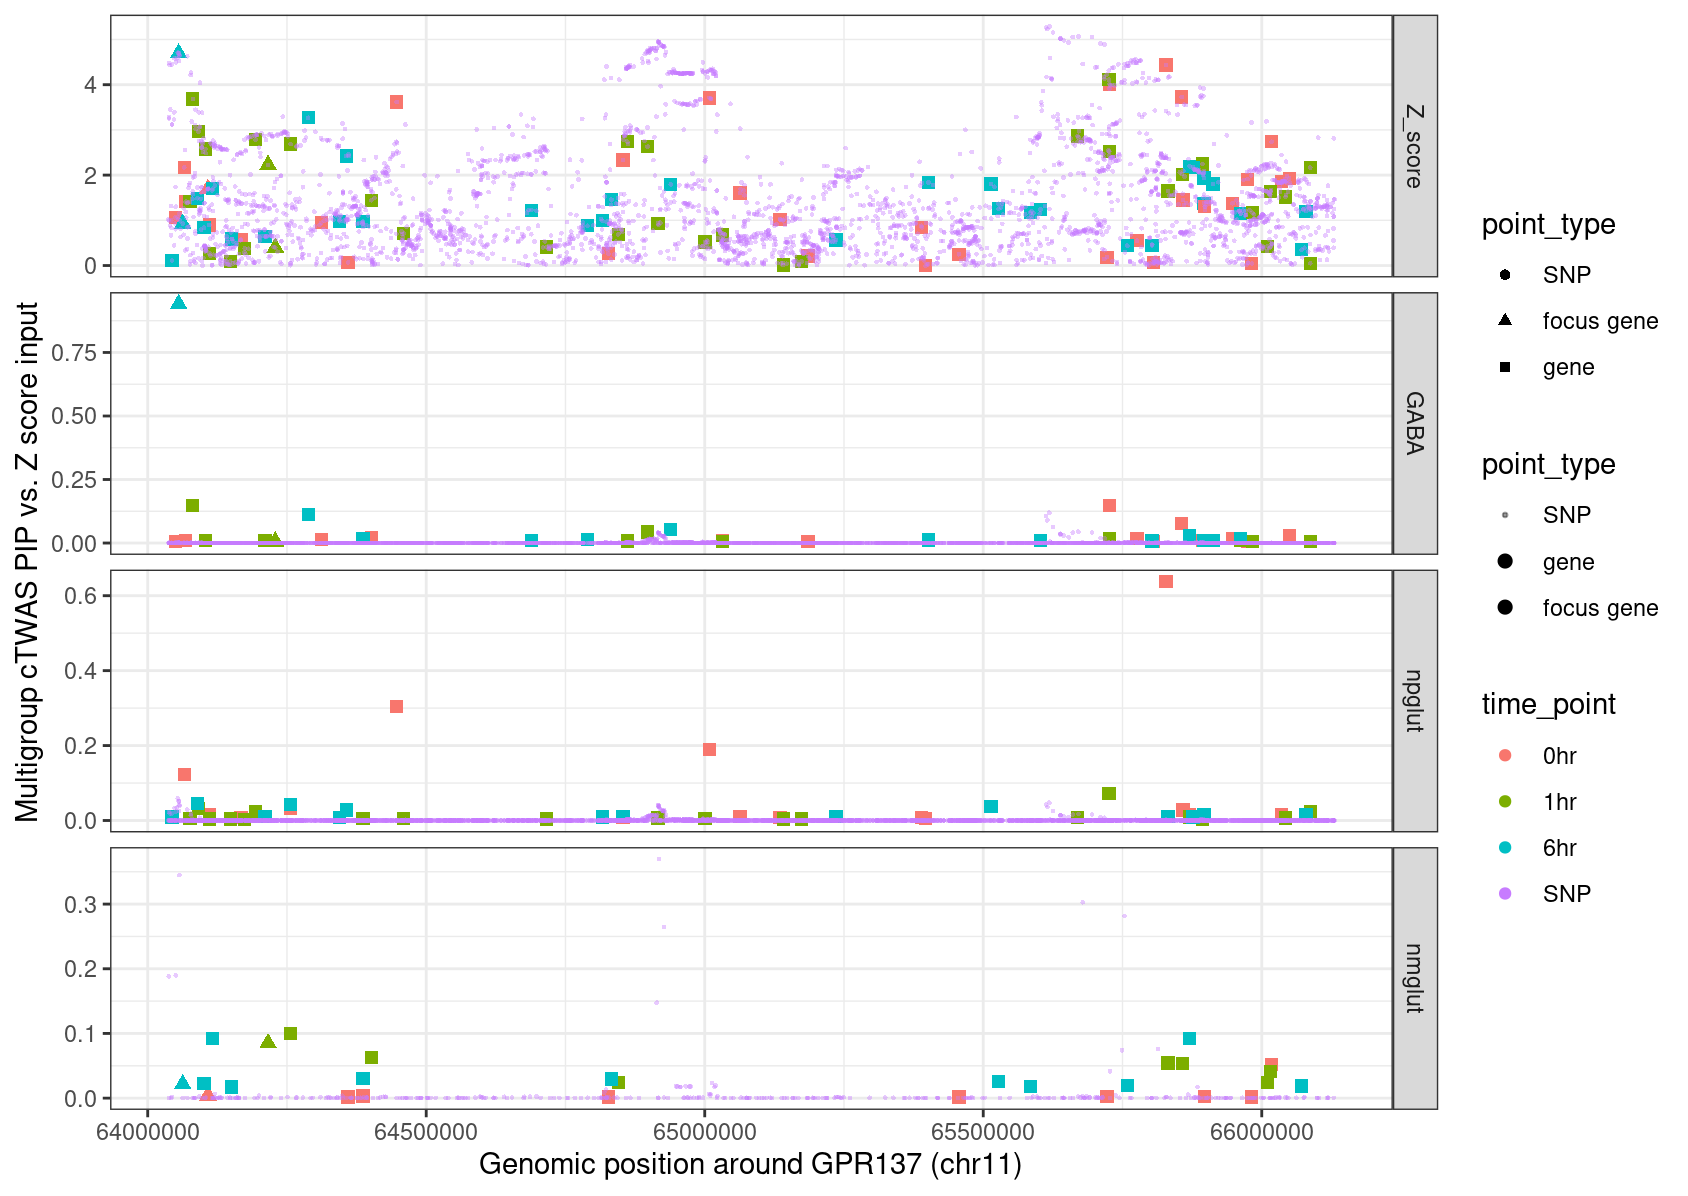 Multigroup cTWAS PIP vs. Z score input
4
2
0
Z_score
0.75
0.50
0.25
0.00
GABA
0.6
0.4
0.2
0.0
npglut
0.3
0.2
0.1
0.0
nmglut
64000000
64500000
65000000
65500000
66000000
Genomic position around GPR137 (chr11)
point_type
SNP
focus gene
gene
point_type
SNP
gene
focus gene
time_point
0hr
1hr
6hr
SNP